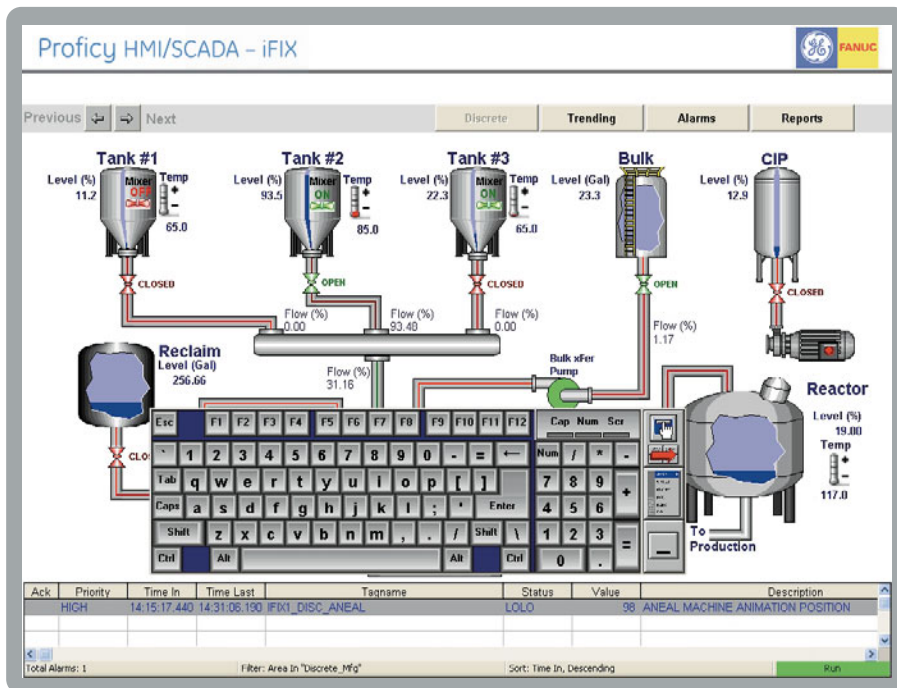 Proficy HMI/SCADA – iFIX
GE FANUC
Previous Next Discrete Trending Alarms Reports
Tank #1 Tank #2 Tank #3 Bulk CIP
Level (%) 11.2 Mixer OFF Temp + - 65.0
Level (%) 93.5 Mixer ON Temp + - 85.0
Level (%) 22.3 Mixer ON Temp + - 65.0
Level (Gal) 23.3
Level (%) 12.9
CLOSED OPEN CLOSED OPEN CLOSED
Flow (%) 0.00
Flow (%) 93.48
Flow (%) 0.00
Flow (%) 1.17
Reclaim
Level (Gal)
256.66
Flow (%)
31.16
Bulk xFer
Pump
Reactor
Level (%)
19.00
Temp
+
-
117.0
CLO
Esc F1 F2 F3 F4 F5 F6 F7 F8 F9 F10 F11 F12 Cap Num Scr
` 1 2 3 4 5 6 7 8 9 0 - = ← Num / * -
Tab q w e r t y u i o p [ ] 7 8 9 +
Caps a s d f g h j k l ; ' Enter 4 5 6
Shift z x c v b n m , . / Shift \ 1 2 3 =
Ctrl Alt Alt Ctrl 0 .
To
Production
Ack Priority Time In Time Last Tagname Status Value Description
HIGH 14:15:17.440 14:31:06.190 IFIX1_DISC_ANEAL LOLO 98 ANEAL MACHINE ANIMATION POSITION
Total Alarms: 1 Filter: Area In "Discrete_Mfg" Sort: Time In, Descending Run